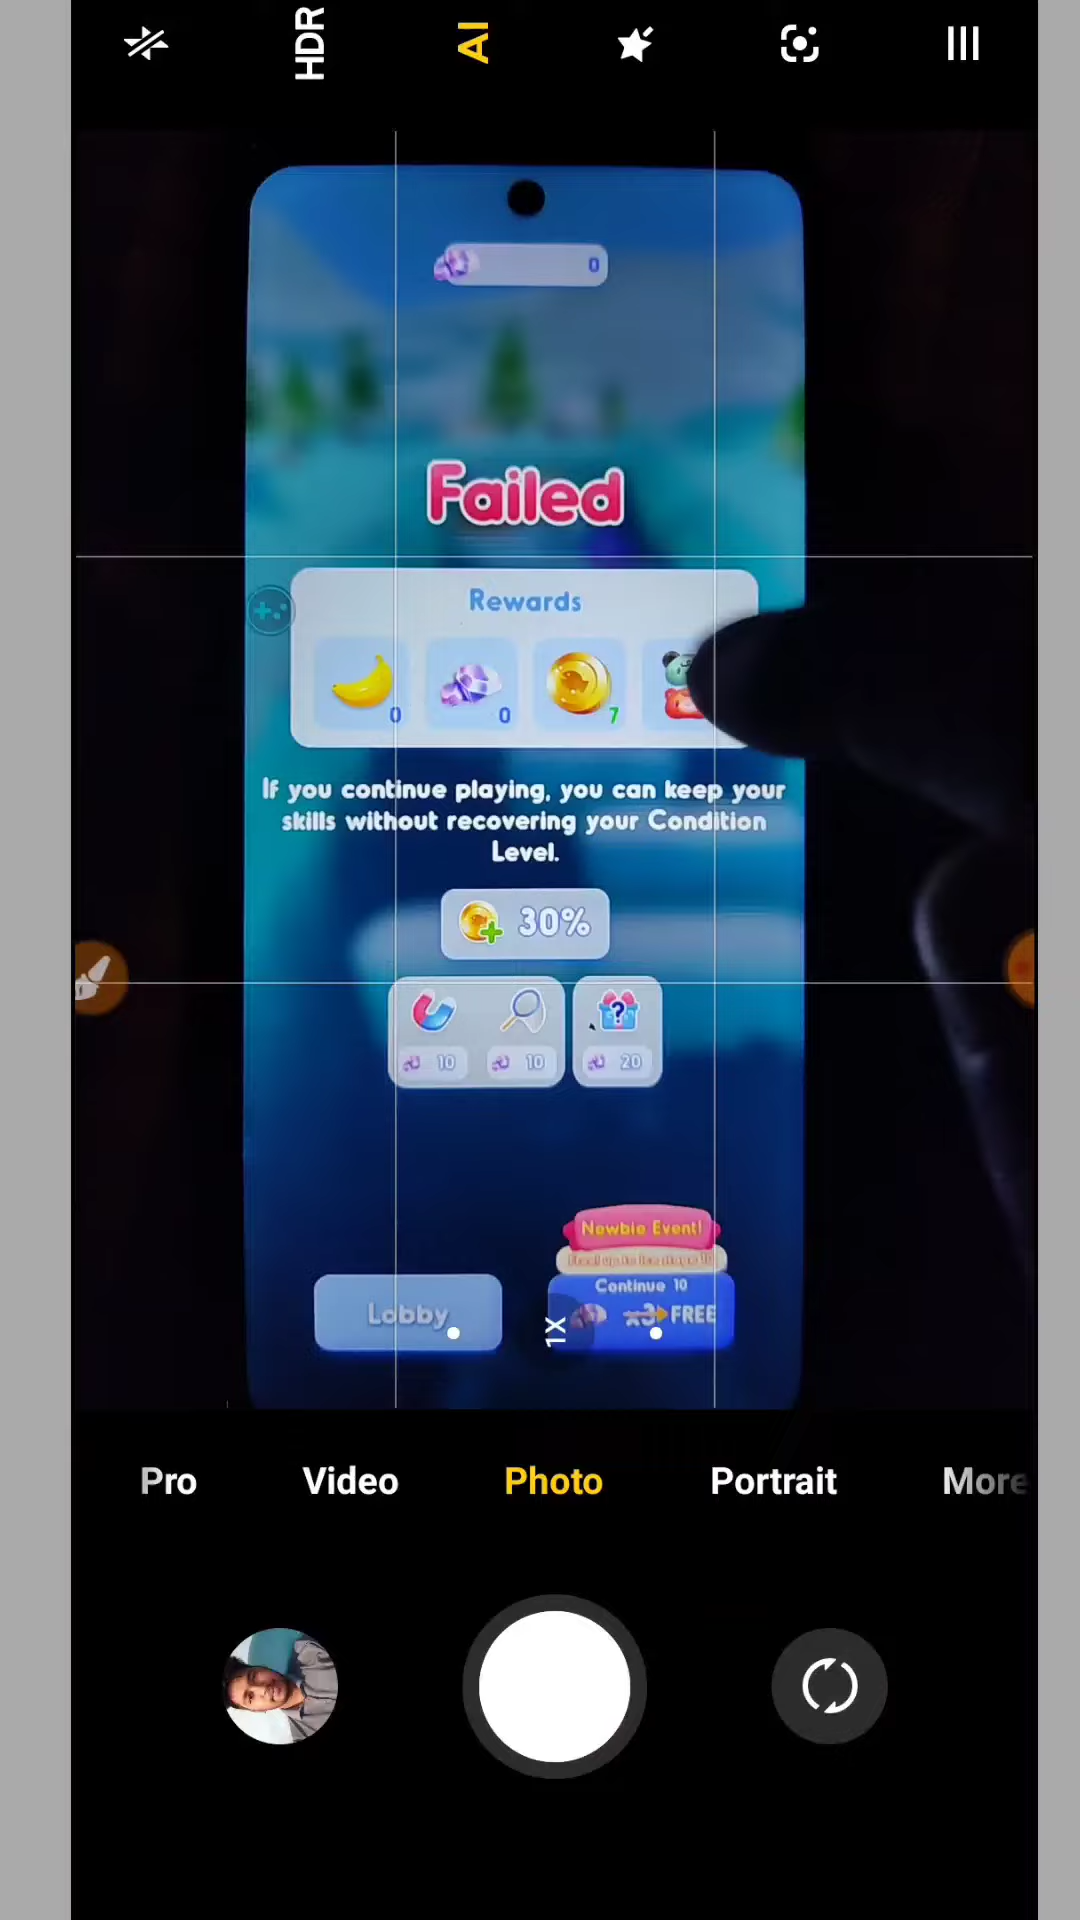 HDR
AI
0
Failed
Rewards
0
0
7
If you continue playing, you can keep your
skills without recovering your Condition
Level.
30%
10
10
?
20
Newbie Event!
Continue 10
Lobby
1X
x3
FREE
Pro
Video
Photo
Portrait
More